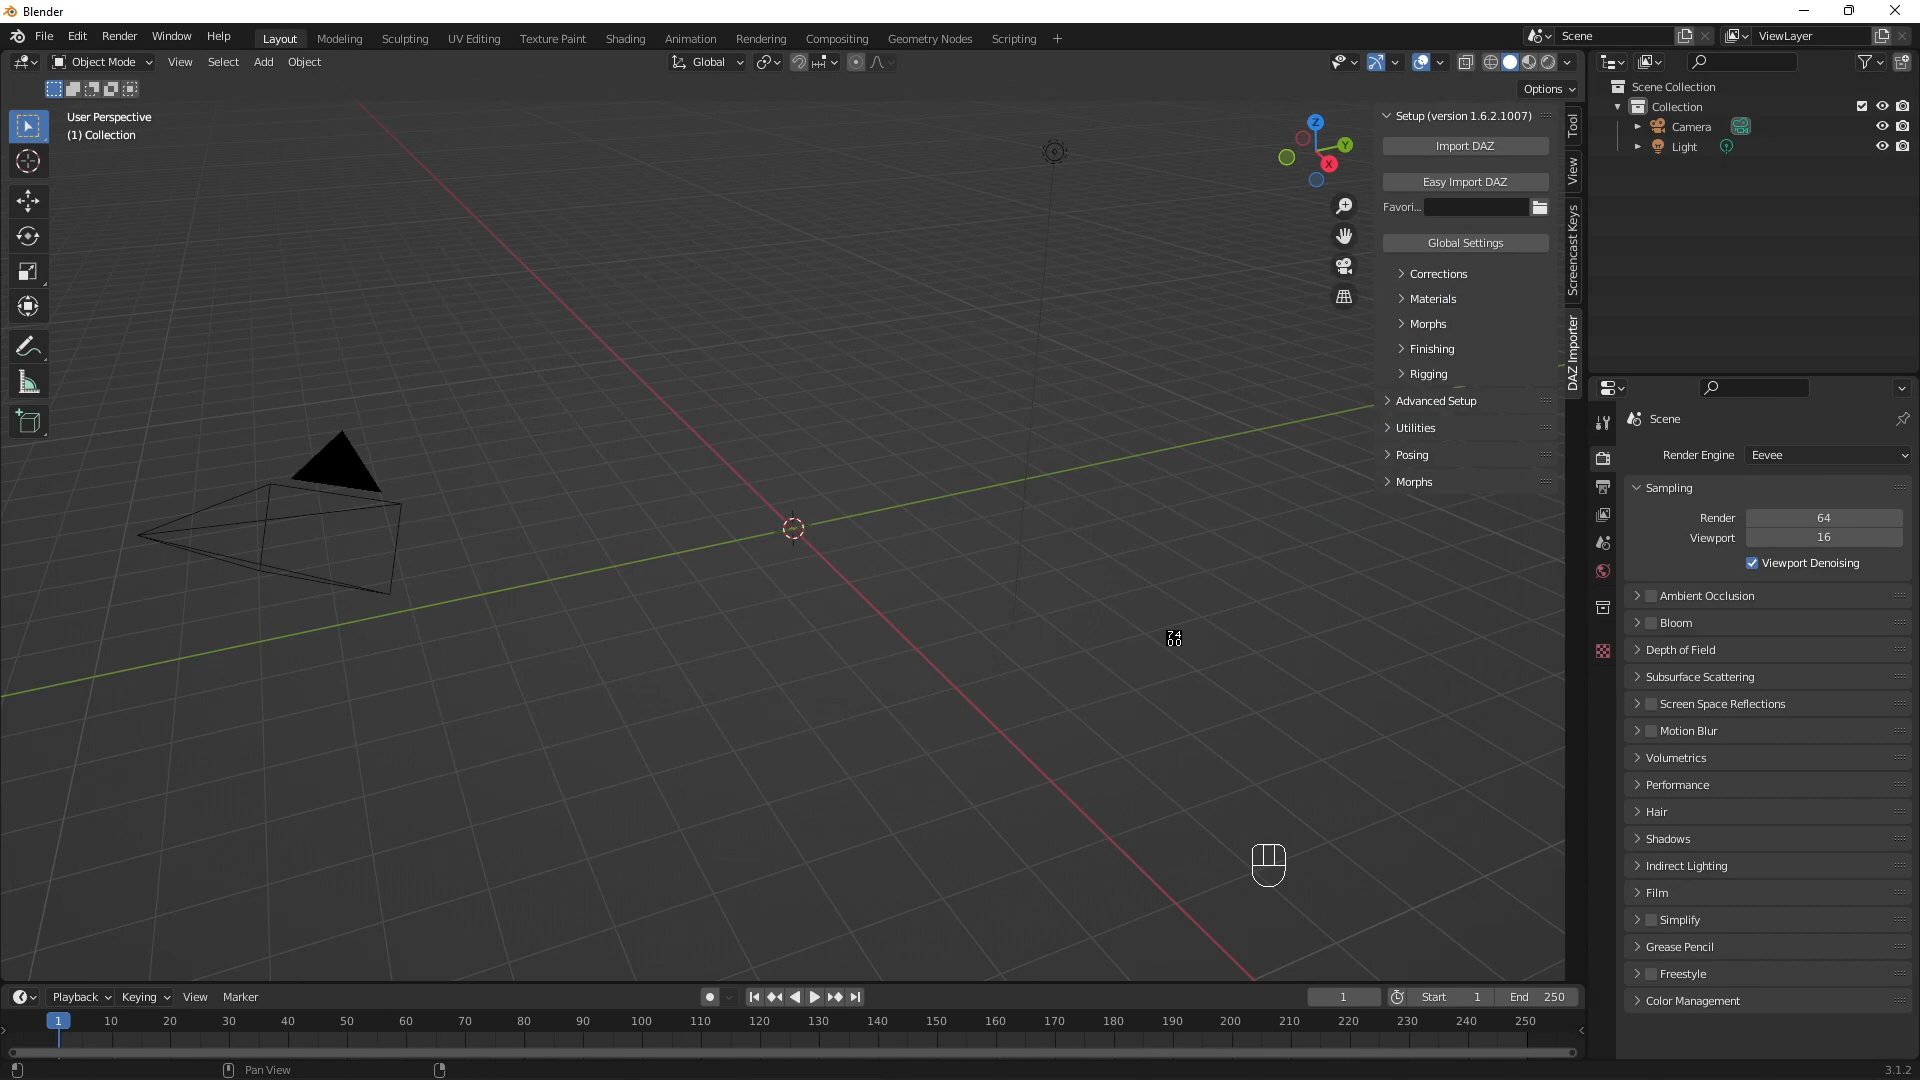 Blender
File Edit Render Window Help Layout Modeling Sculpting UV Editing Texture Paint Shading Animation Rendering Compositing Geometry Nodes Scripting + Scene ViewLayer
Object Mode View Select Add Object Global
Options
User Perspective
(1) Collection
Z
Y
X
Setup (version 1.6.2.1007)
Import DAZ
Easy Import DAZ
Favori...
Global Settings
Corrections
Materials
Morphs
Finishing
Rigging
Advanced Setup
Utilities
Posing
Morphs
Tool
View
Screencast Keys
DAZ Importer
Scene Collection
Collection
Camera
Light
Scene
Render Engine Eevee
Sampling
Render 64
Viewport 16
Viewport Denoising
Ambient Occlusion
Bloom
Depth of Field
Subsurface Scattering
Screen Space Reflections
Motion Blur
Volumetrics
Performance
Hair
Shadows
Indirect Lighting
Film
Simplify
Grease Pencil
Freestyle
Color Management
74
00
Playback Keying View Marker 1 Start 1 End 250
1 10 20 30 40 50 60 70 80 90 100 110 120 130 140 150 160 170 180 190 200 210 220 230 240 250
Pan View 3.1.2